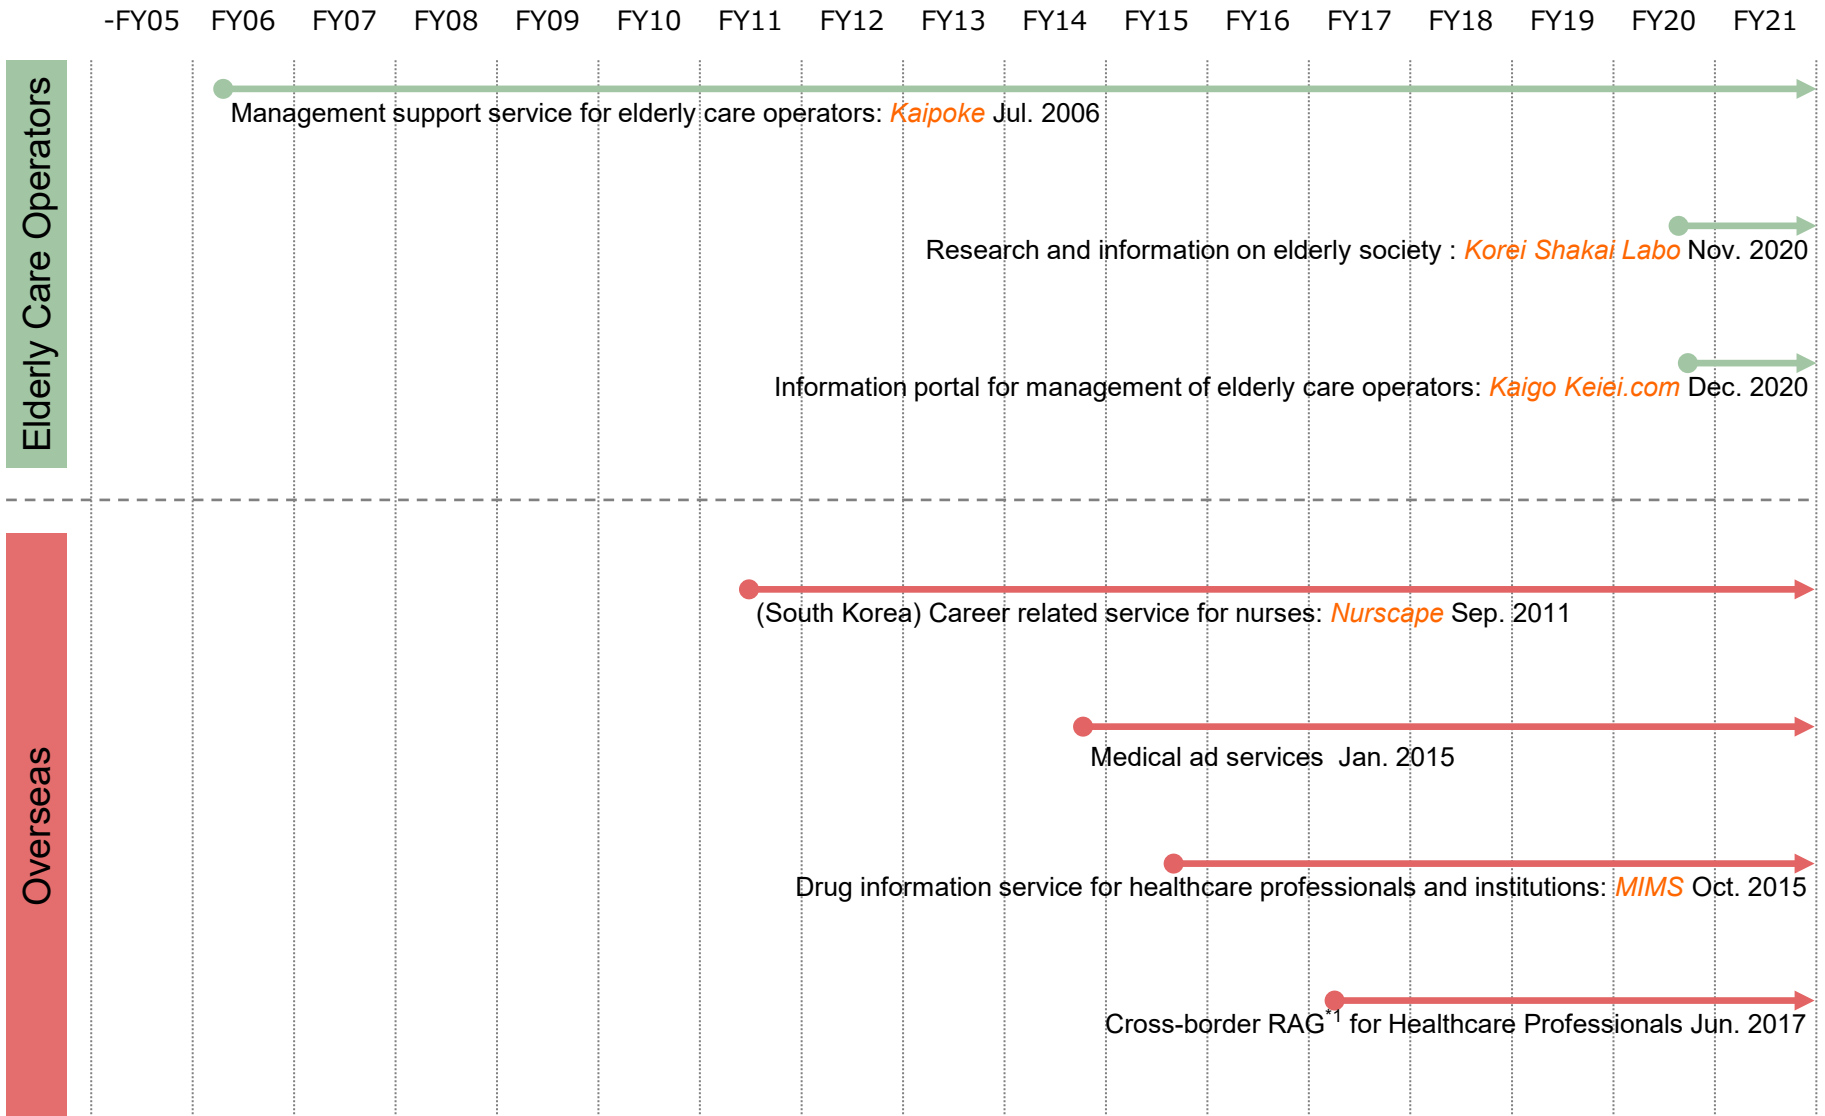 -FY05 FY06 FY07 FY08 FY09 FY10 FY11 FY12 FY13 FY14 FY15 FY16 FY17 FY18 FY19 FY20 FY21
Elderly Care Operators
Management support service for elderly care operators: Kaipoke Jul. 2006
Research and information on elderly society : Korei Shakai Labo Nov. 2020
Information portal for management of elderly care operators: Kaigo Keiei.com Dec. 2020
Overseas
(South Korea) Career related service for nurses: Nurscape Sep. 2011
Medical ad services  Jan. 2015
Drug information service for healthcare professionals and institutions: MIMS Oct. 2015
Cross-border RAG*1 for Healthcare Professionals Jun. 2017